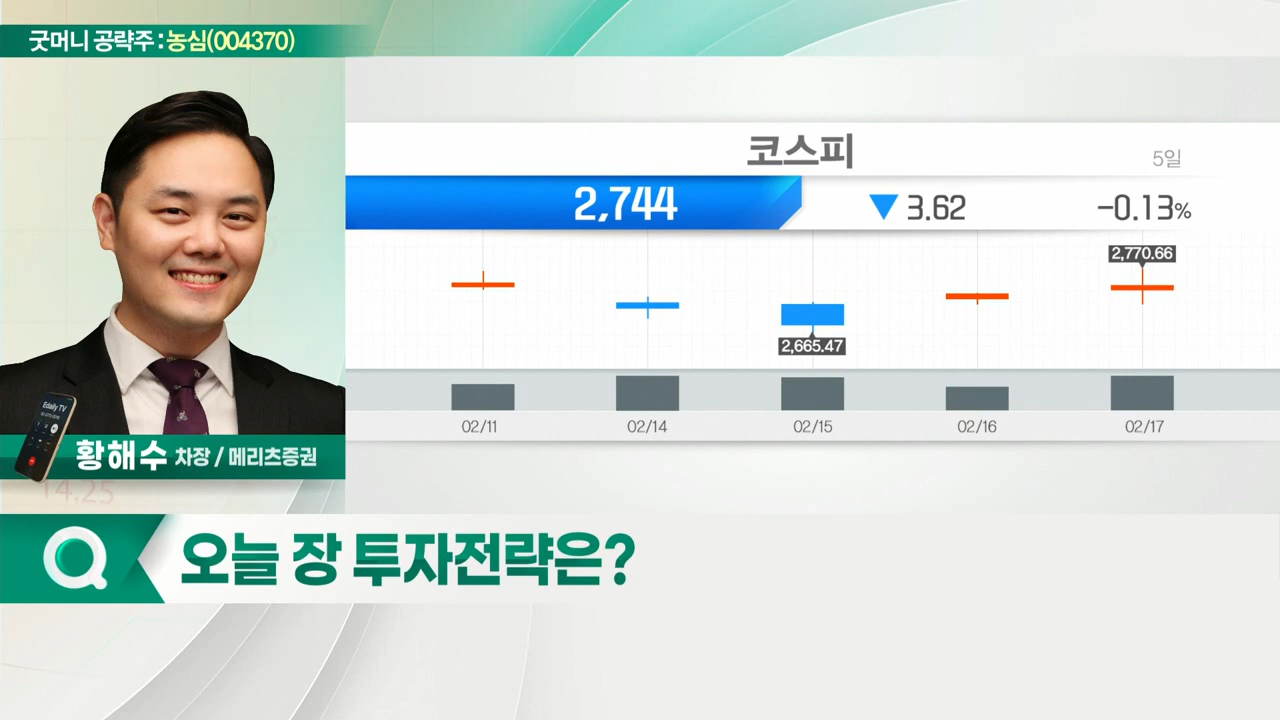 굿머니 공략주 : 농심(004370)
코스피
5일
2,744 ▼ 3.62 -0.13%
2,770.66
2,665.47
02/11 02/14 02/15 02/16 02/17
Edaily TV
황해수 차장 / 메리츠증권
14.25
오늘 장 투자전략은?